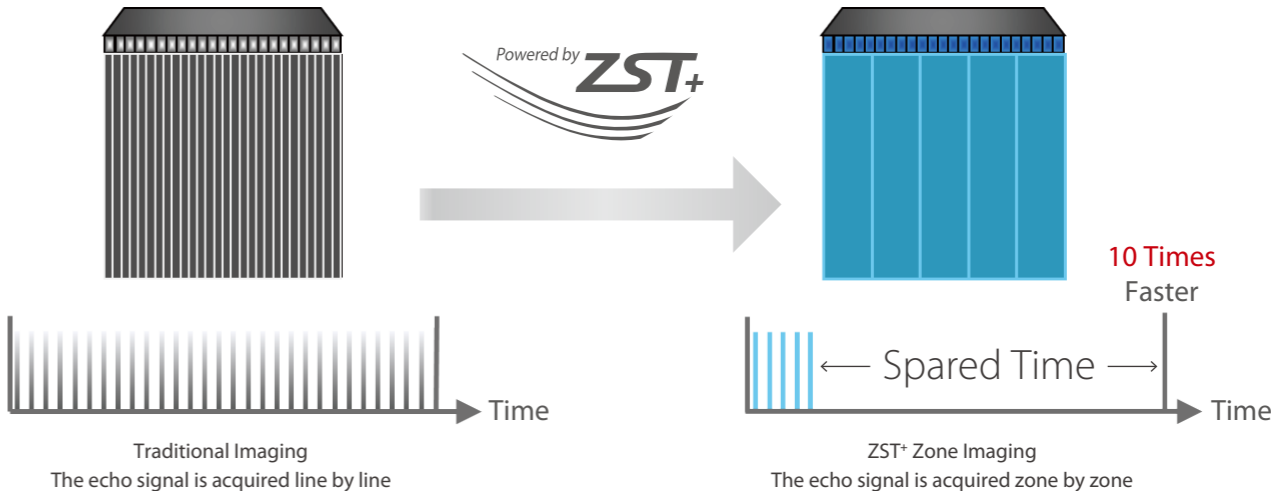 Powered by ZST+
10 Times
Faster
Spared Time
Time
Time
Traditional Imaging
The echo signal is acquired line by line
ZST⁺ Zone Imaging
The echo signal is acquired zone by zone